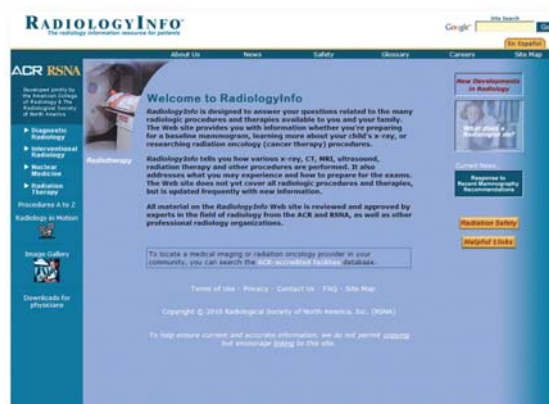 RADIOLOGYINFO
The radiology information resource for patients
Site Search
Google
Go
En Español
About Us News Safety Glossary Careers Site Map
ACR RSNA
Developed jointly by
the American College
of Radiology & The
Radiological Society
of North America
Diagnostic
Radiology
Interventional
Radiology
Nuclear
Medicine
Radiation
Therapy
Procedures A to Z
Radiology in Motion
Image Gallery
Downloads for
physicians
Radiotherapy
Welcome to RadiologyInfo
RadiologyInfo is designed to answer your questions related to the many
radiologic procedures and therapies available to you and your family.
The Web site provides you with information whether you're preparing
for a baseline mammogram, learning more about your child's x-ray, or
researching radiation oncology (cancer therapy) procedures.
RadiologyInfo tells you how various x-ray, CT, MRI, ultrasound,
radiation therapy and other procedures are performed. It also
addresses what you may experience and how to prepare for the exams.
The Web site does not yet cover all radiologic procedures and therapies,
but is updated frequently with new information.
All material on the RadiologyInfo Web site is reviewed and approved by
experts in the field of radiology from the ACR and RSNA, as well as other
professional radiology organizations.
To locate a medical imaging or radiation oncology provider in your
community, you can search the ACR-accredited facilities database.
Terms of Use - Privacy - Contact Us - FAQ - Site Map
Copyright © 2010 Radiological Society of North America, Inc. (RSNA)
To help ensure current and accurate information, we do not permit copying
but encourage linking to this site.
New Developments
in Radiology
What does a
Radiologist do?
Current News
Response to
Recent Mammography
Recommendations
Radiation Safety
Helpful Links